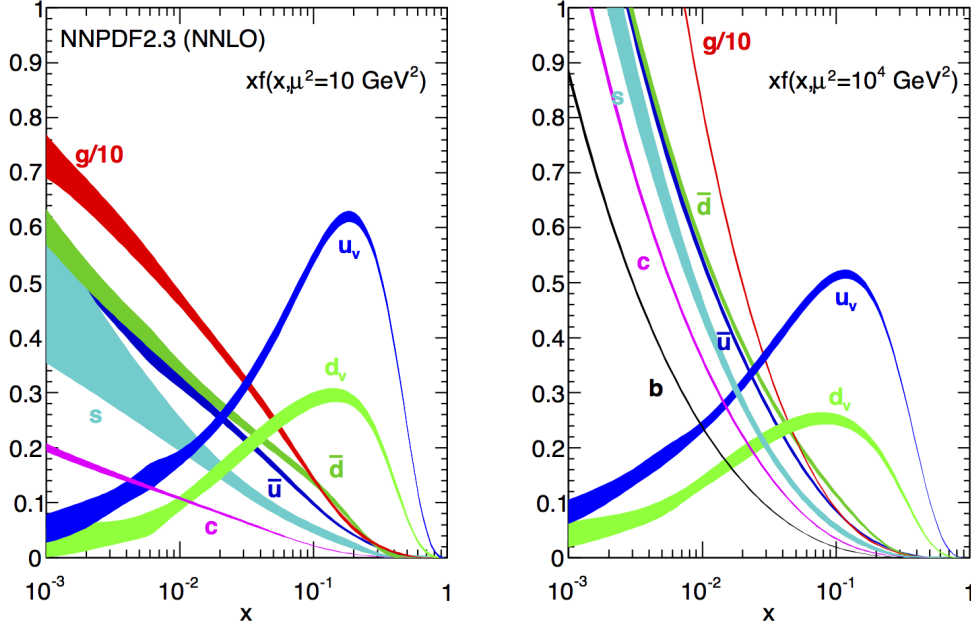 NNPDF2.3 (NNLO)
xf(x,μ²=10 GeV²)
g/10
u_v
d_v
s
d̅
u̅
c
1
0.9
0.8
0.7
0.6
0.5
0.4
0.3
0.2
0.1
0
10⁻³
10⁻²
10⁻¹
1
x
g/10
xf(x,μ²=10⁴ GeV²)
s
d̅
c
u_v
u̅
b
d_v
1
0.9
0.8
0.7
0.6
0.5
0.4
0.3
0.2
0.1
0
10⁻³
10⁻²
10⁻¹
1
x